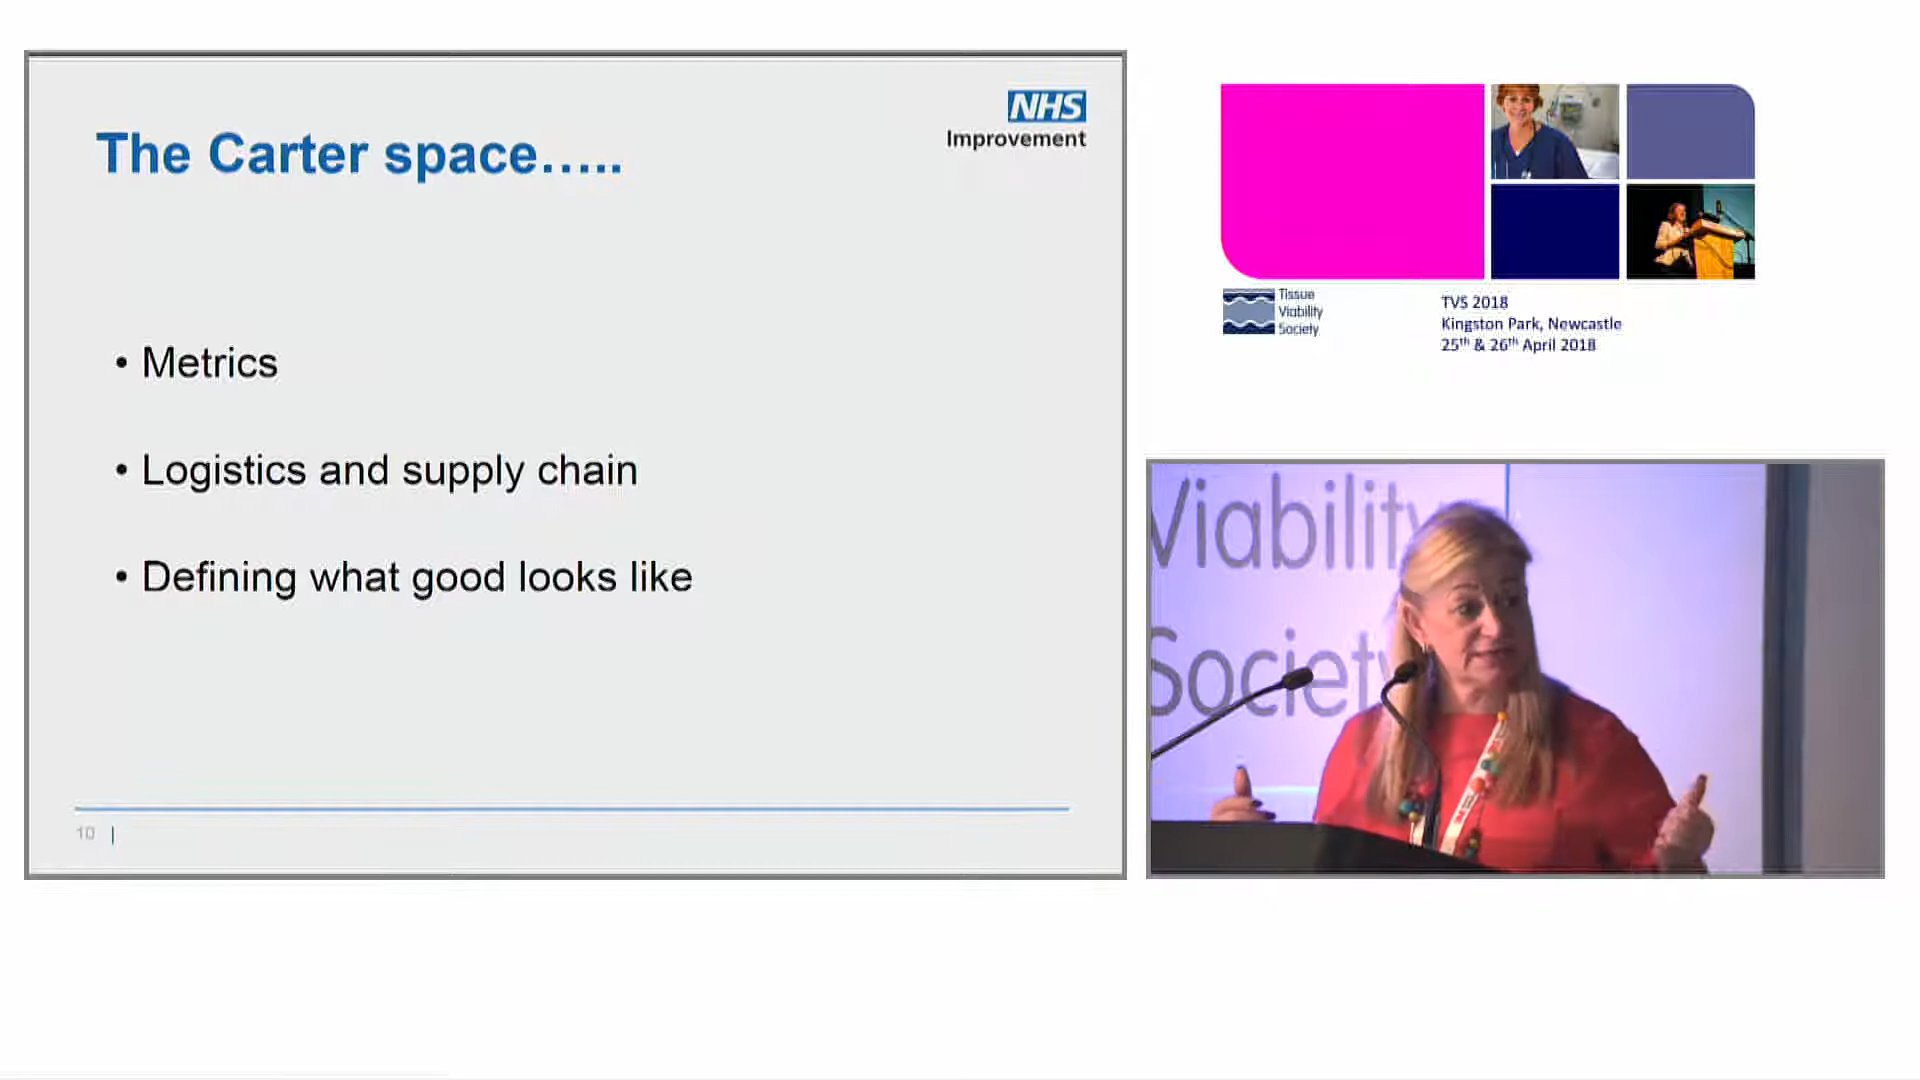 NHS
Improvement
The Carter space.....
• Metrics
• Logistics and supply chain
• Defining what good looks like
10 |
Tissue
Viability
Society
TVS 2018
Kingston Park, Newcastle
25th & 26th April 2018
Viability
Society